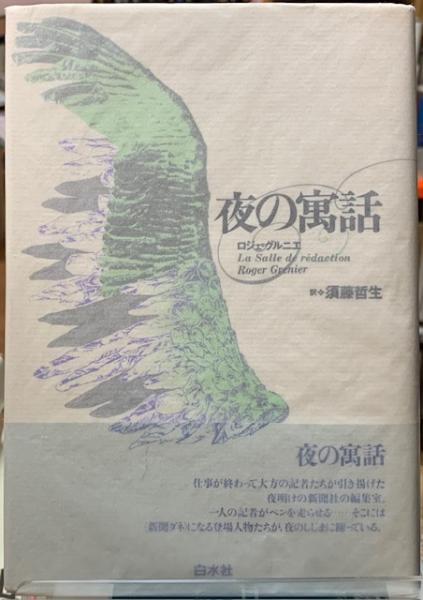 夜の寓話
ロジェ・グルニエ
La Salle de rédaction
Roger Grenier
訳✧須藤哲生
夜の寓話
仕事が終わって大方の記者たちが引き揚げた
夜明けの新聞社の編集室。
一人の記者がペンを走らせる……そこには
新聞ダネになる登場人物たちが、夜のしじまに踊っている。
白水社